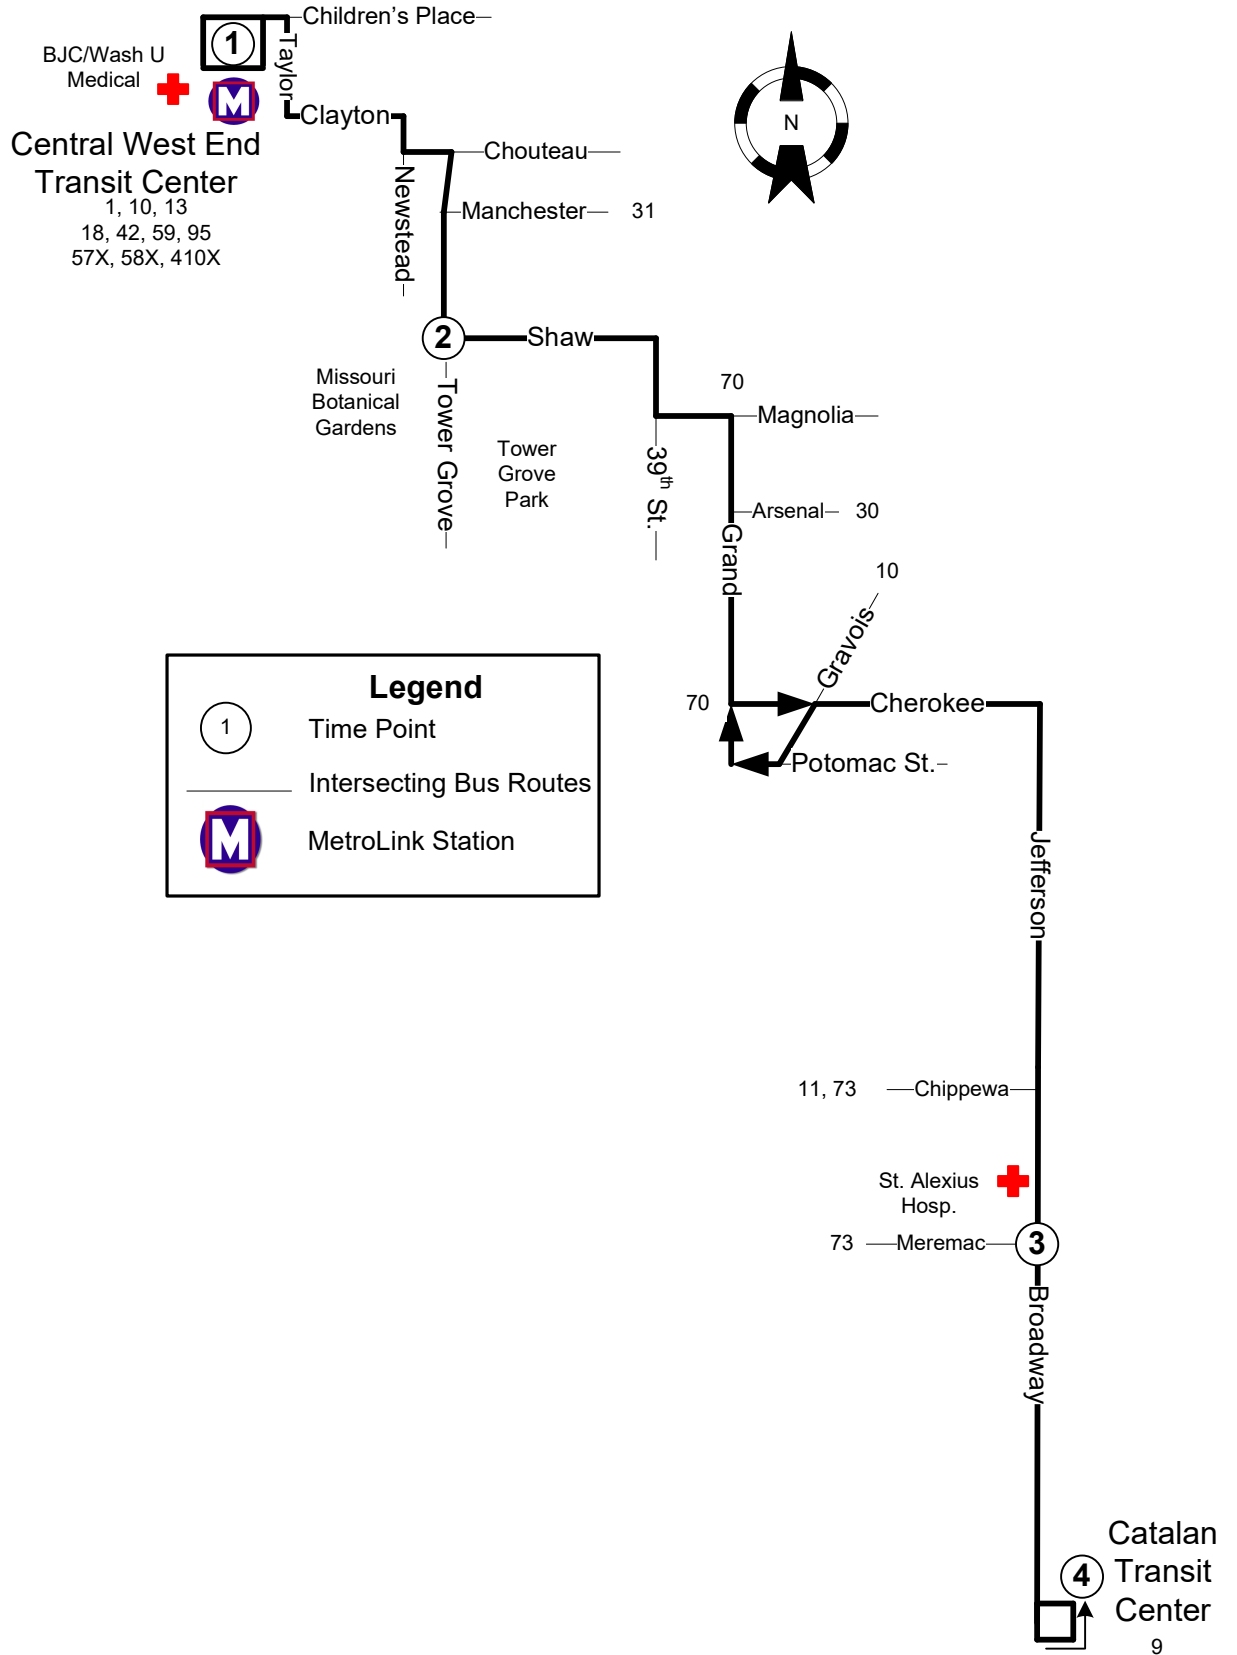 Children's Place
1
Taylor
BJC/Wash U
Medical
M
Clayton
Central West End
Transit Center
1, 10, 13
18, 42, 59, 95
57X, 58X, 410X
N
Chouteau
Newstead
Manchester 31
2
Shaw
Missouri
Botanical
Gardens
Tower Grove
Tower
Grove
Park
39th St.
70
Magnolia
Arsenal 30
Grand
10
Gravois
70
Cherokee
Potomac St.
Legend
1 Time Point
Intersecting Bus Routes
M MetroLink Station
Jefferson
11, 73 Chippewa
St. Alexius
Hosp.
73 Meremac
3
Broadway
4
Catalan
Transit
Center
9